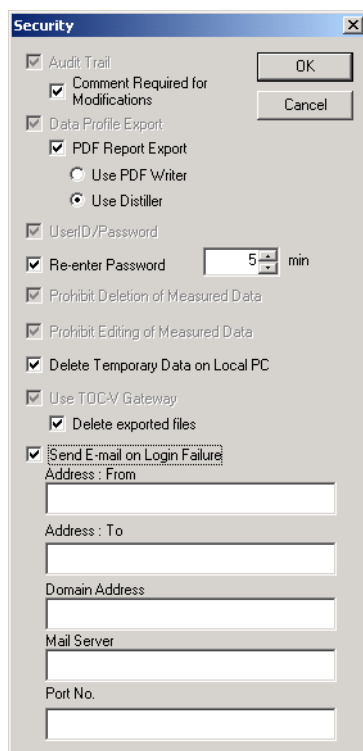 Security
Audit Trail
OK
Comment Required for
Modifications
Cancel
Data Profile Export
PDF Report Export
Use PDF Writer
Use Distiller
UserID/Password
Re-enter Password 5 min
Prohibit Deletion of Measured Data
Prohibit Editing of Measured Data
Delete Temporary Data on Local PC
Use TOC-V Gateway
Delete exported files
Send E-mail on Login Failure
Address : From
Address : To
Domain Address
Mail Server
Port No.